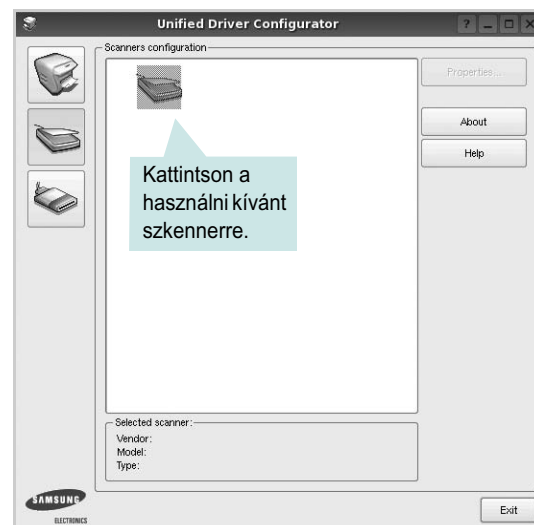 Unified Driver Configurator
Scanners configuration
Properties...
About
Help
Kattintson a
használni kívánt
szkennerre.
Selected scanner:
Vendor:
Model:
Type:
SAMSUNG
ELECTRONICS
Exit